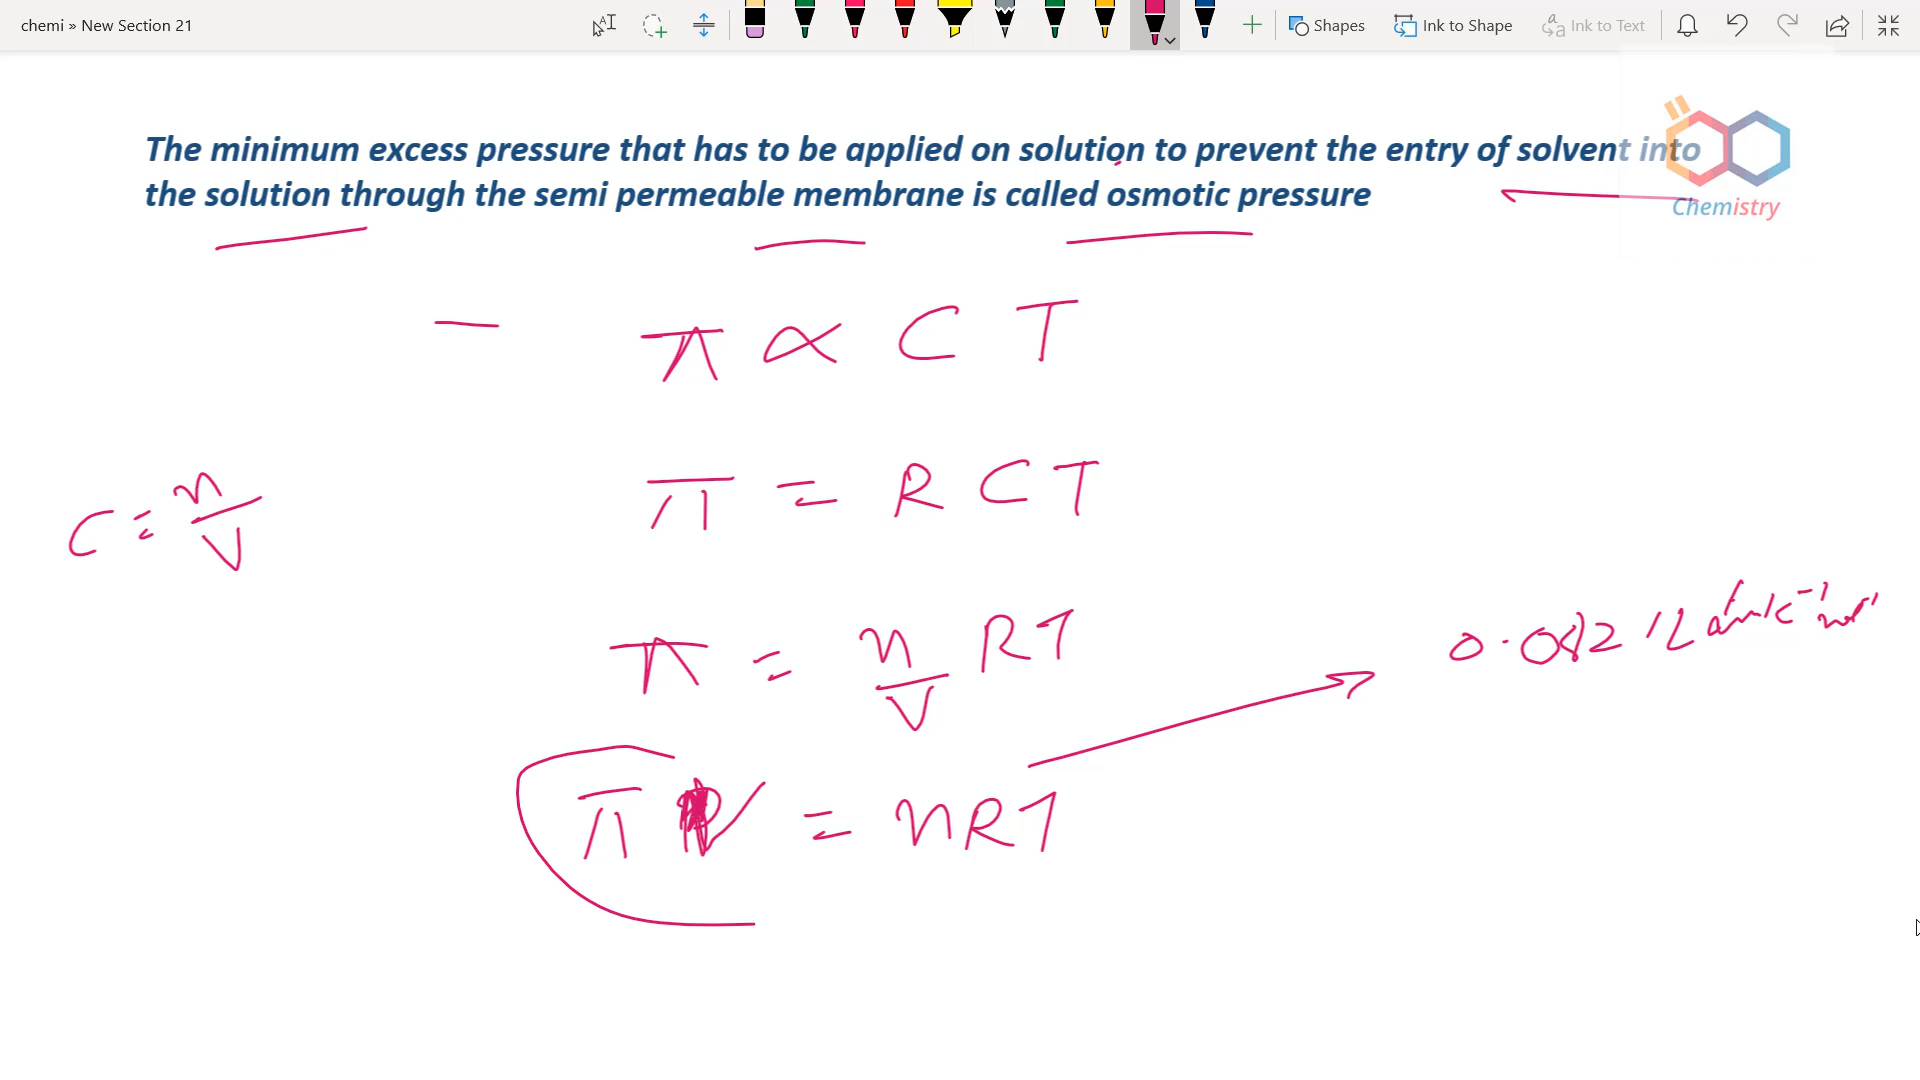 chemi » New Section 21
Shapes
Ink to Shape
Ink to Text
The minimum excess pressure that has to be applied on solution to prevent the entry of solvent into
the solution through the semi permeable membrane is called osmotic pressure
Chemistry
π ∝ C T
π = R C T
C = n/V
π = n/V RT
0.0821 L atm K⁻¹ mol⁻¹
π V = nRT